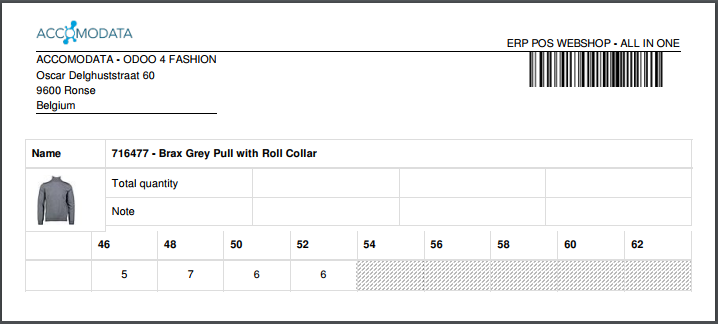 ACCOMODATA
ERP POS WEBSHOP - ALL IN ONE
ACCOMODATA - ODOO 4 FASHION
Oscar Delghuststraat 60
9600 Ronse
Belgium
Name 716477 - Brax Grey Pull with Roll Collar
Total quantity
Note
46 48 50 52 54 56 58 60 62
5 7 6 6